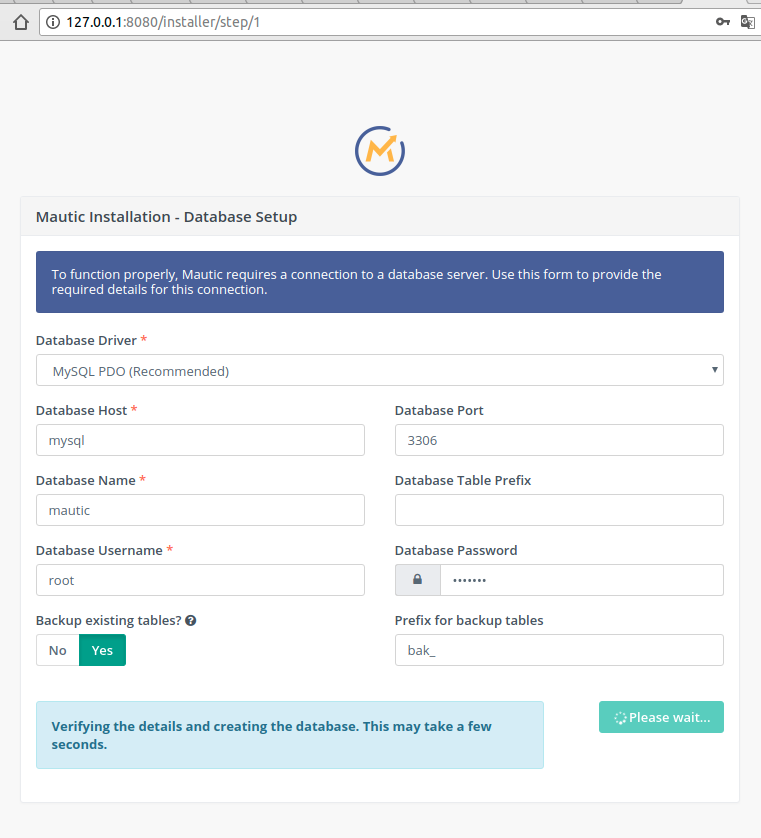 127.0.0.1:8080/installer/step/1
Mautic Installation - Database Setup
To function properly, Mautic requires a connection to a database server. Use this form to provide the
required details for this connection.
Database Driver *
MySQL PDO (Recommended)
Database Host * Database Port
mysql 3306
Database Name * Database Table Prefix
mautic
Database Username * Database Password
root •••••••
Backup existing tables? Prefix for backup tables
No Yes bak_
Verifying the details and creating the database. This may take a few Please wait...
seconds.